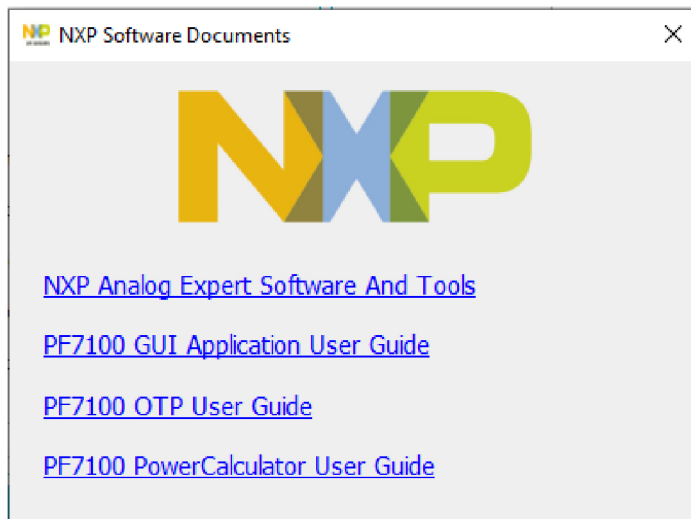 NXP Software Documents
NXP
NXP Analog Expert Software And Tools
PF7100 GUI Application User Guide
PF7100 OTP User Guide
PF7100 PowerCalculator User Guide